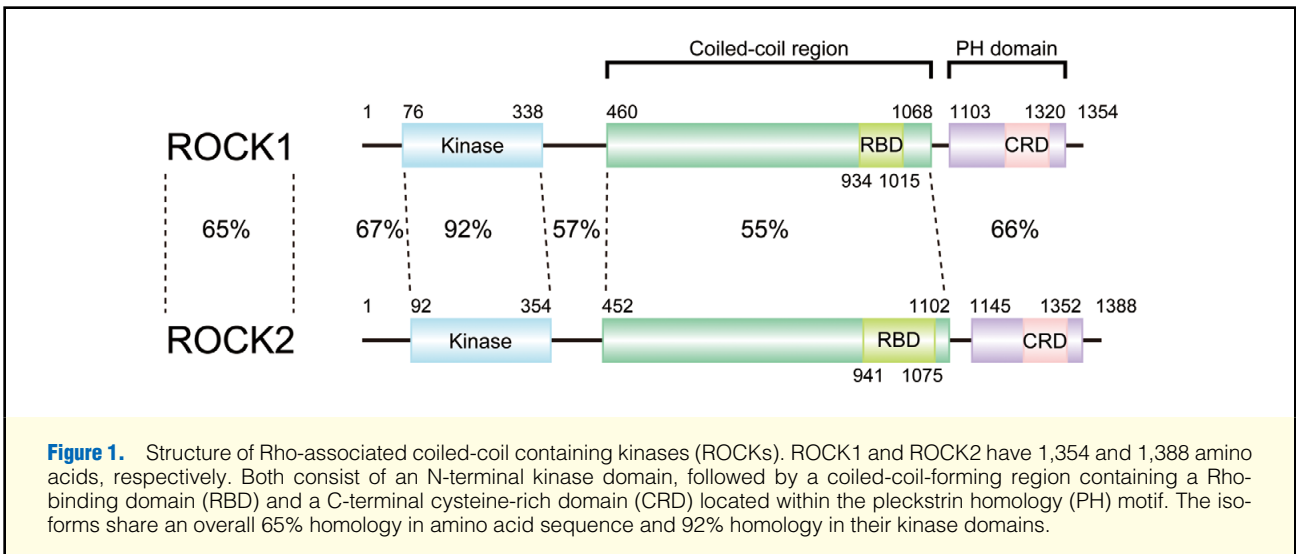 Coiled-coil region PH domain
1 76 338 460 1068 1103 1320 1354
ROCK1 Kinase RBD CRD
934 1015
65% 67% 92% 57% 55% 66%
1 92 354 452 1102 1145 1352 1388
ROCK2 Kinase RBD CRD
941 1075
Figure 1. Structure of Rho-associated coiled-coil containing kinases (ROCKs). ROCK1 and ROCK2 have 1,354 and 1,388 amino
acids, respectively. Both consist of an N-terminal kinase domain, followed by a coiled-coil-forming region containing a Rho-
binding domain (RBD) and a C-terminal cysteine-rich domain (CRD) located within the pleckstrin homology (PH) motif. The iso-
forms share an overall 65% homology in amino acid sequence and 92% homology in their kinase domains.